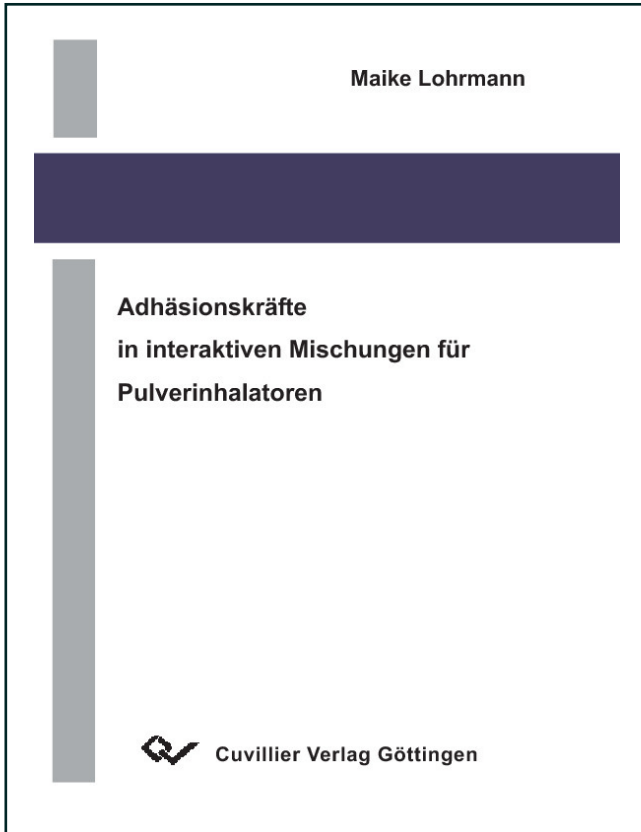 Maike Lohrmann
Adhäsionskräfte
in interaktiven Mischungen für
Pulverinhalatoren
Cuvillier Verlag Göttingen